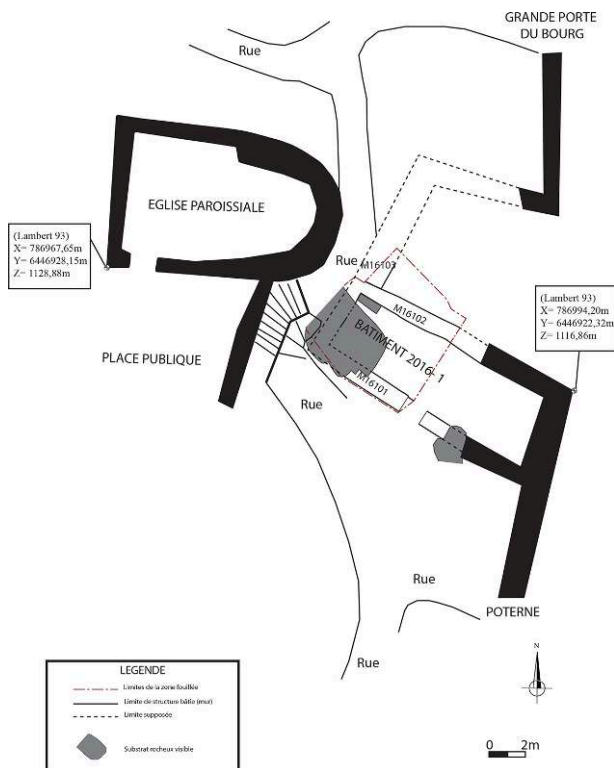 GRANDE PORTE
DU BOURG
Rue
EGLISE PAROISSIALE
(Lambert 93)
X= 786967,65m
Y= 6446928,15m
Z= 1128,88m
Rue
M16103
M16102
(Lambert 93)
X= 786994,20m
Y= 6446922,32m
Z= 1116,86m
BATIMENT 2016_1
PLACE PUBLIQUE
M16101
Rue
Rue
POTERNE
Rue
N
LEGENDE
Limites de la zone fouillée
Limite de structure bâtie (mur)
Limite supposée
Substrat rocheux visible
0 2m